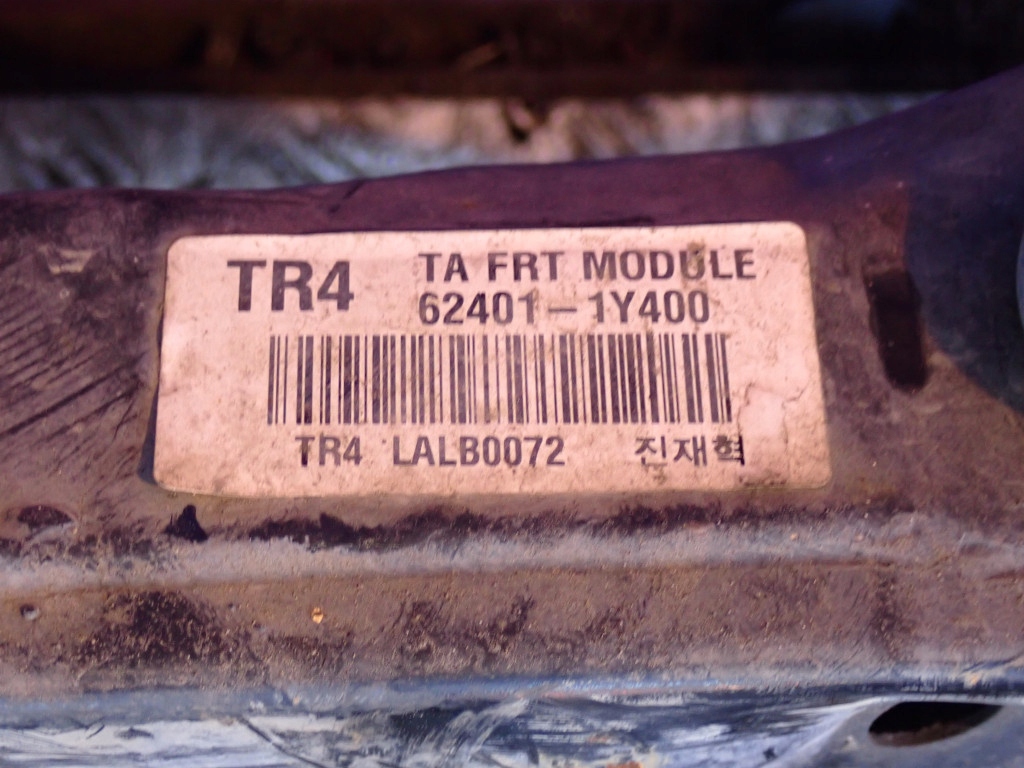 TR4 TA FRT MODULE
62401-1Y400
TR4 LALB0072 진재혁